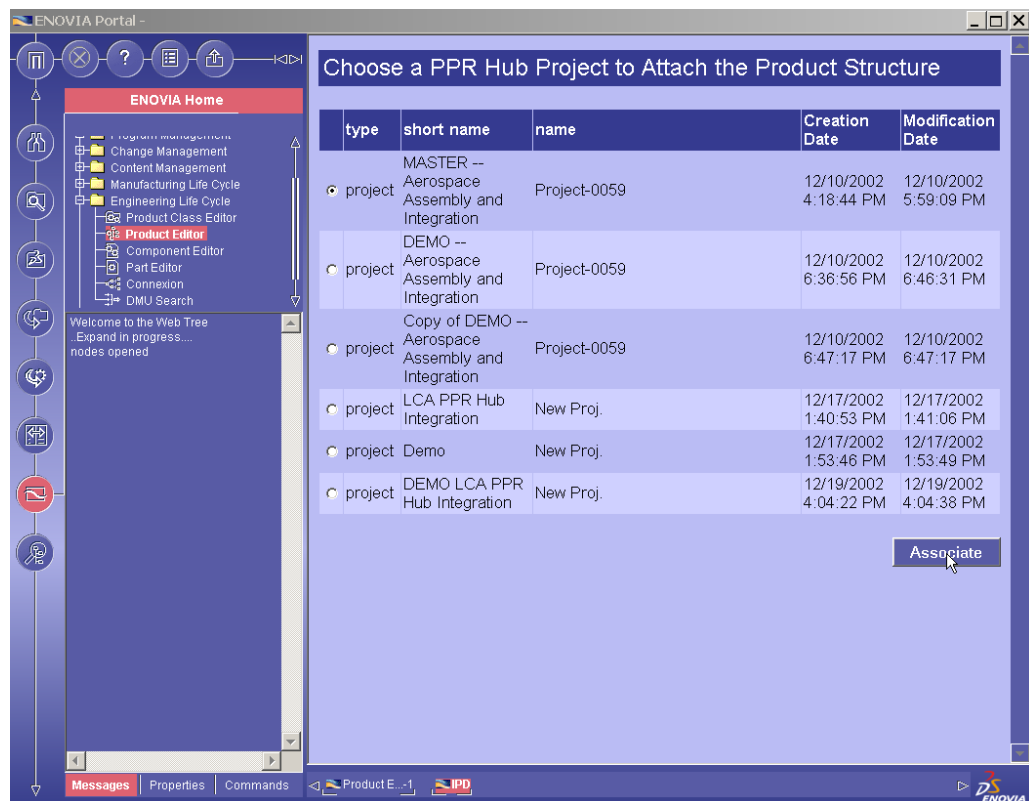 ENOVIA Portal -
Choose a PPR Hub Project to Attach the Product Structure
ENOVIA Home
Program Management
Change Management
Content Management
Manufacturing Life Cycle
Engineering Life Cycle
Product Class Editor
Product Editor
Component Editor
Part Editor
Connexion
DMU Search
Welcome to the Web Tree
..Expand in progress....
nodes opened
type short name name Creation Date Modification Date
project MASTER -- Aerospace Assembly and Integration Project-0059 12/10/2002 4:18:44 PM 12/10/2002 5:59:09 PM
project DEMO -- Aerospace Assembly and Integration Project-0059 12/10/2002 6:36:56 PM 12/10/2002 6:46:31 PM
project Copy of DEMO -- Aerospace Assembly and Integration Project-0059 12/10/2002 6:47:17 PM 12/10/2002 6:47:17 PM
project LCA PPR Hub Integration New Proj. 12/17/2002 1:40:53 PM 12/17/2002 1:41:06 PM
project Demo New Proj. 12/17/2002 1:53:46 PM 12/17/2002 1:53:49 PM
project DEMO LCA PPR Hub Integration New Proj. 12/19/2002 4:04:22 PM 12/19/2002 4:04:38 PM
Associate
Messages Properties Commands
Product E...-1 IPD
ENOVIA